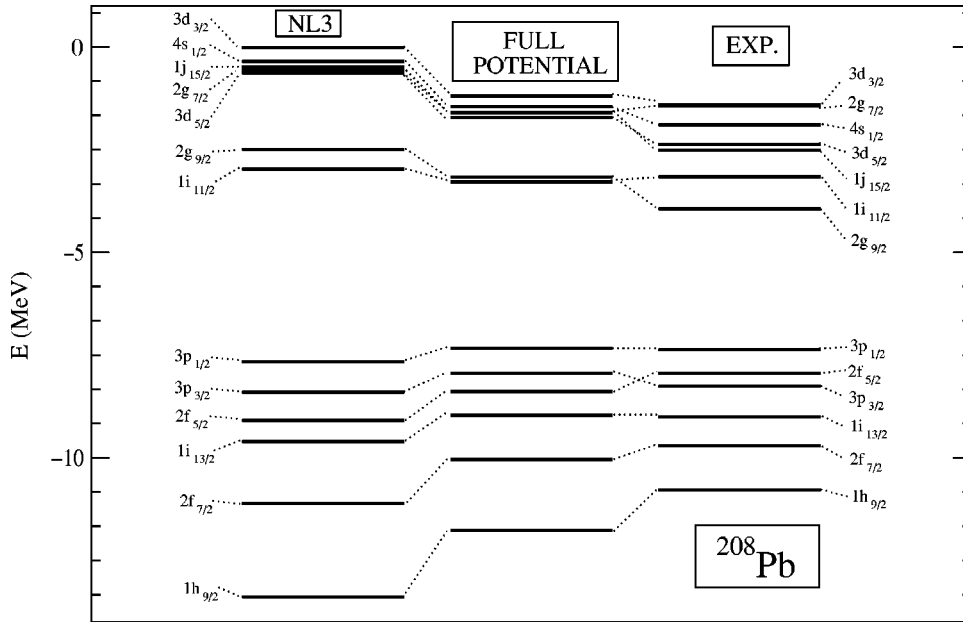 NL3
FULL
POTENTIAL
EXP.
3d 3/2
4s 1/2
1j 15/2
2g 7/2
3d 5/2
2g 9/2
1i 11/2
3p 1/2
3p 3/2
2f 5/2
1i 13/2
2f 7/2
1h 9/2
3d 3/2
2g 7/2
4s 1/2
3d 5/2
1j 15/2
1i 11/2
2g 9/2
3p 1/2
2f 5/2
3p 3/2
1i 13/2
2f 7/2
1h 9/2
0
−5
−10
E (MeV)
208Pb